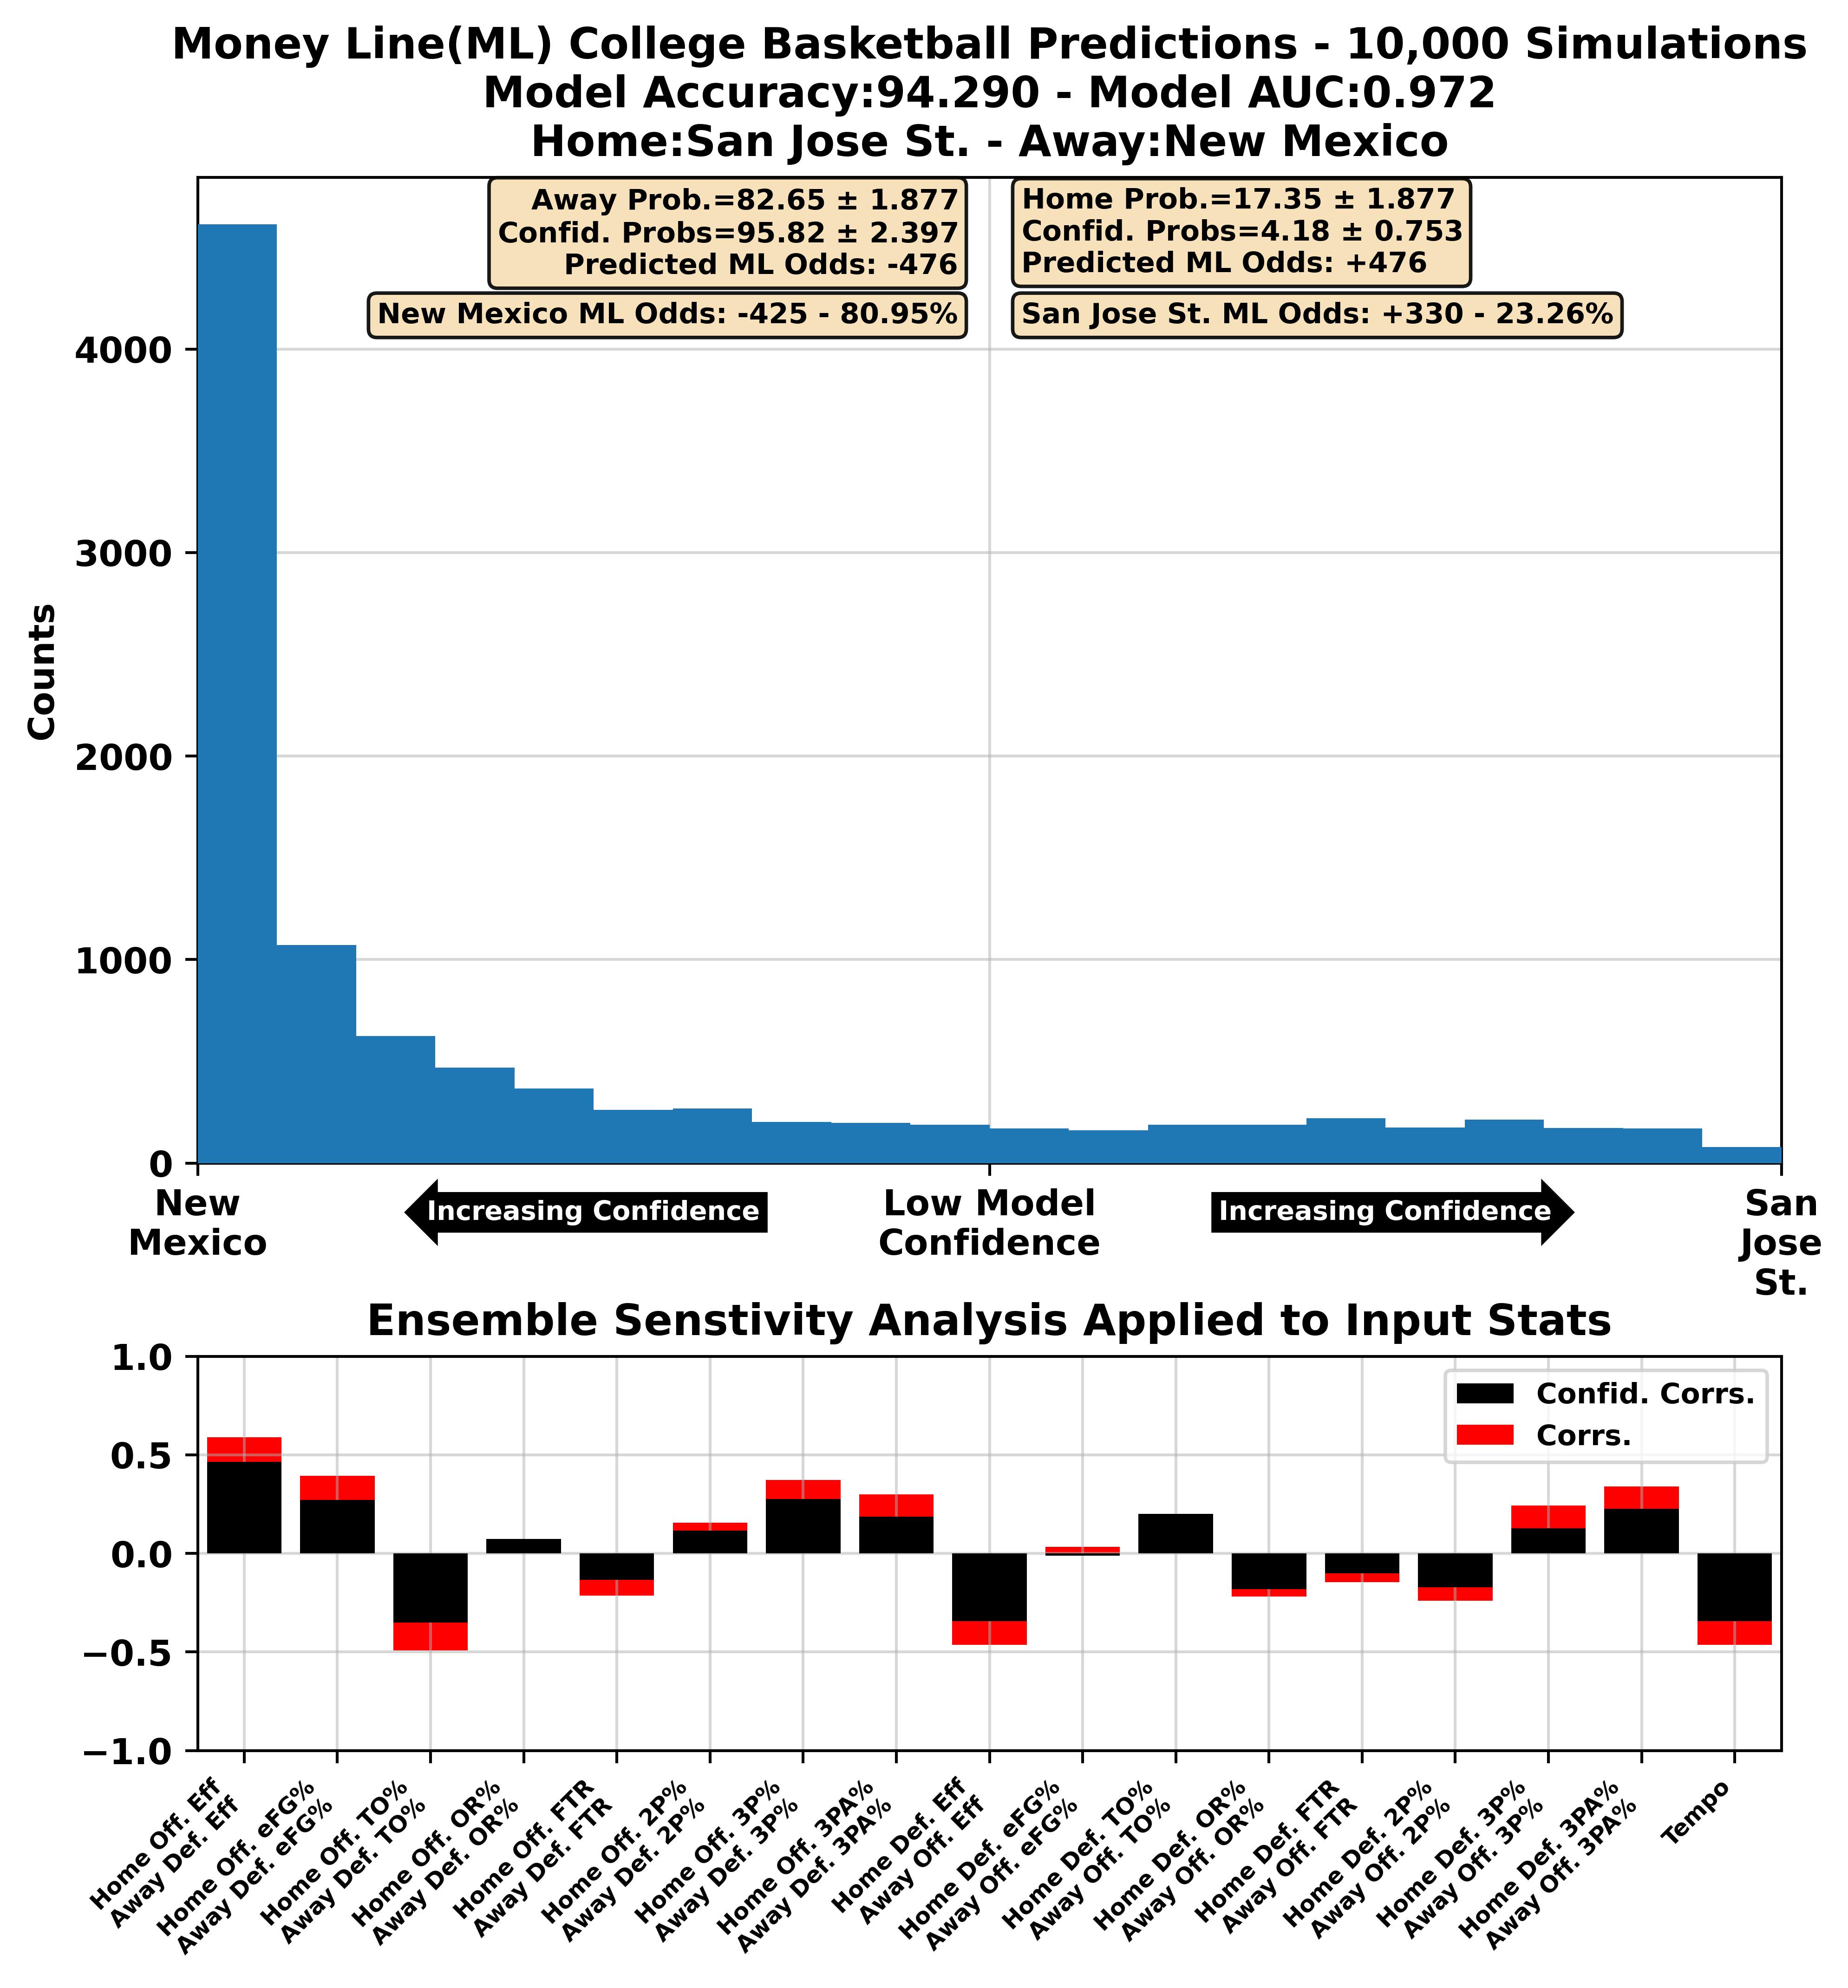 Money Line(ML) College Basketball Predictions - 10,000 Simulations
Model Accuracy:94.290 - Model AUC:0.972
Home:San Jose St. - Away:New Mexico
Away Prob.=82.65 ± 1.877
Confid. Probs=95.82 ± 2.397
Predicted ML Odds: -476
New Mexico ML Odds: -425 - 80.95%
Home Prob.=17.35 ± 1.877
Confid. Probs=4.18 ± 0.753
Predicted ML Odds: +476
San Jose St. ML Odds: +330 - 23.26%
Counts
4000
3000
2000
1000
0
New
Mexico
Increasing Confidence
Low Model
Confidence
Increasing Confidence
San
Jose
St.
Ensemble Senstivity Analysis Applied to Input Stats
Confid. Corrs.
Corrs.
1.0
0.5
0.0
−0.5
−1.0
Home Off. Eff
Away Def. Eff
Home Off. eFG%
Away Def. eFG%
Home Off. TO%
Away Def. TO%
Home Off. OR%
Away Def. OR%
Home Off. FTR
Away Def. FTR
Home Off. 2P%
Away Def. 2P%
Home Off. 3P%
Away Def. 3P%
Home Off. 3PA%
Away Def. 3PA%
Home Def. Eff
Away Off. Eff
Home Def. eFG%
Away Off. eFG%
Home Def. TO%
Away Off. TO%
Home Def. OR%
Away Off. OR%
Home Def. FTR
Away Off. FTR
Home Def. 2P%
Away Off. 2P%
Home Def. 3P%
Away Off. 3P%
Home Def. 3PA%
Away Off. 3PA%
Tempo